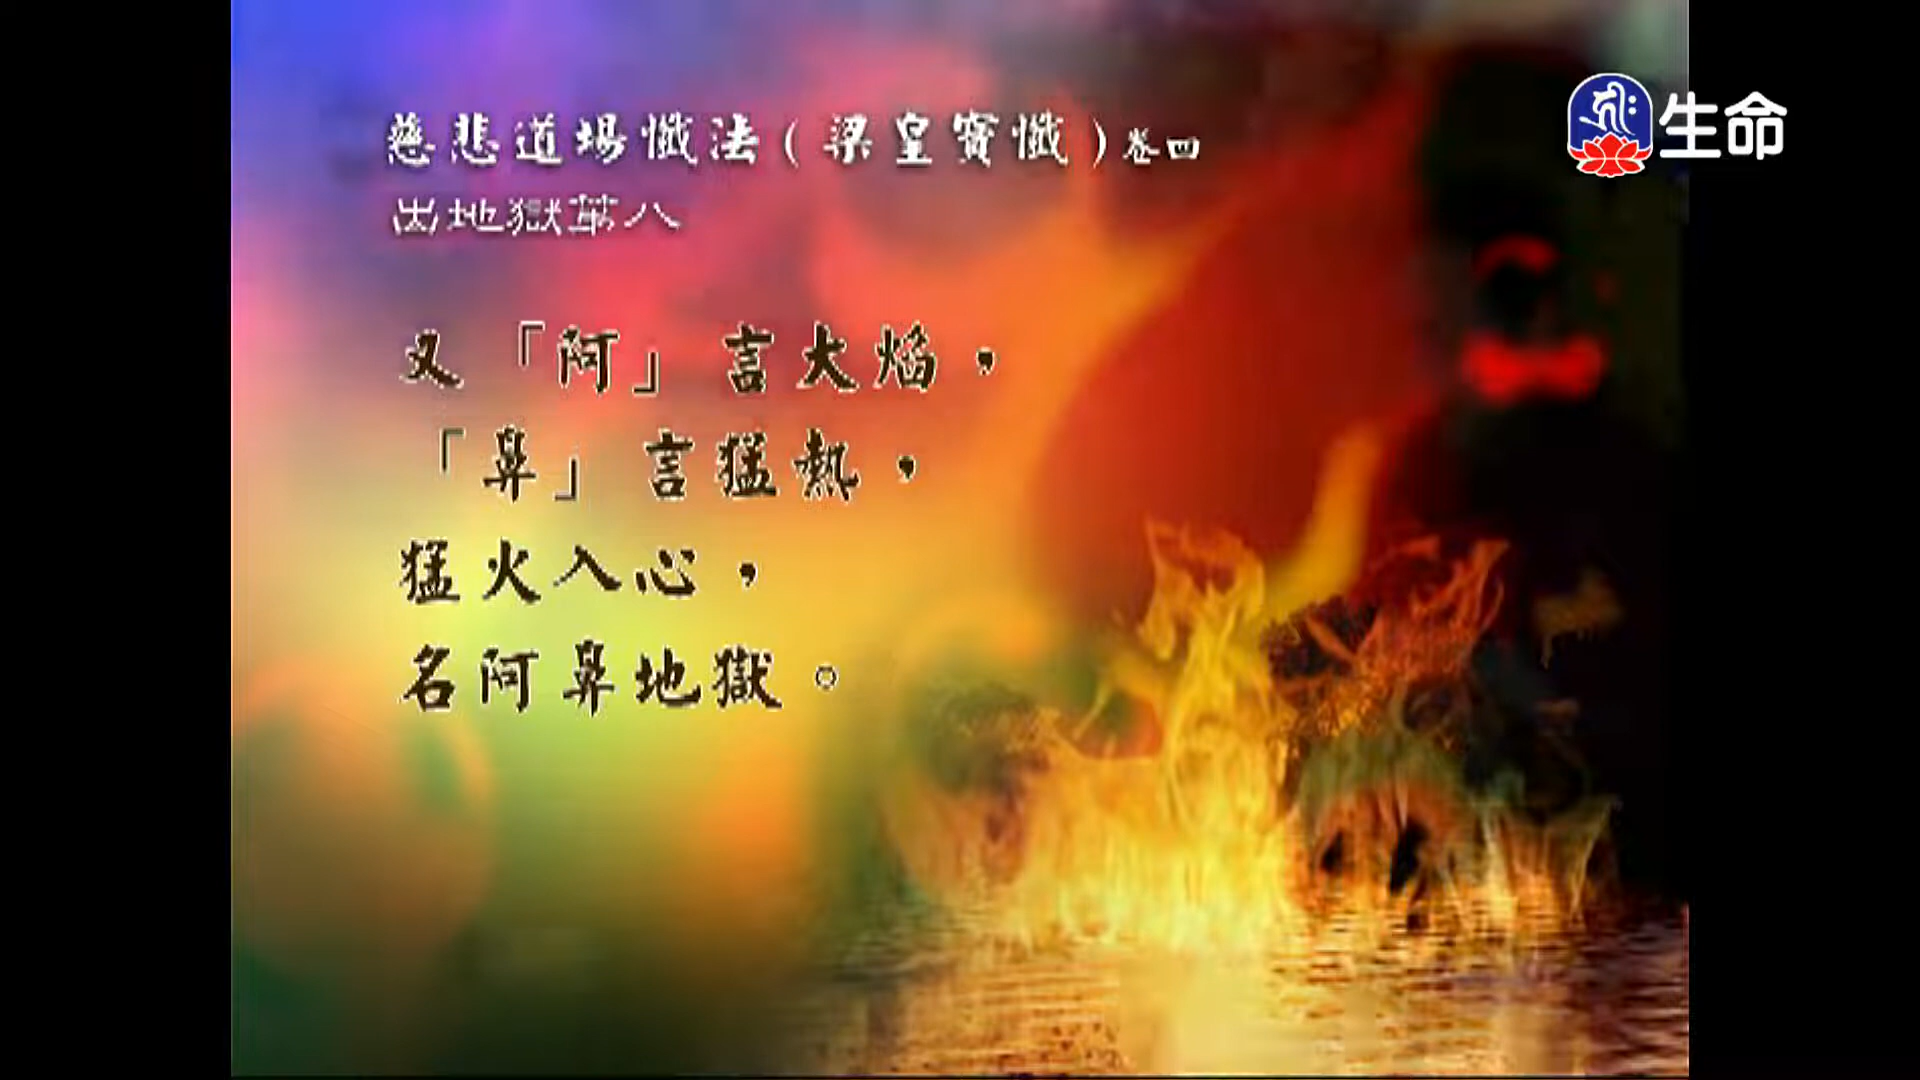 慈悲道場懺法(梁皇寶懺)卷四
出地獄第八
生命
又「阿」言大焰，
「鼻」言猛熱，
猛火入心，
名阿鼻地獄。